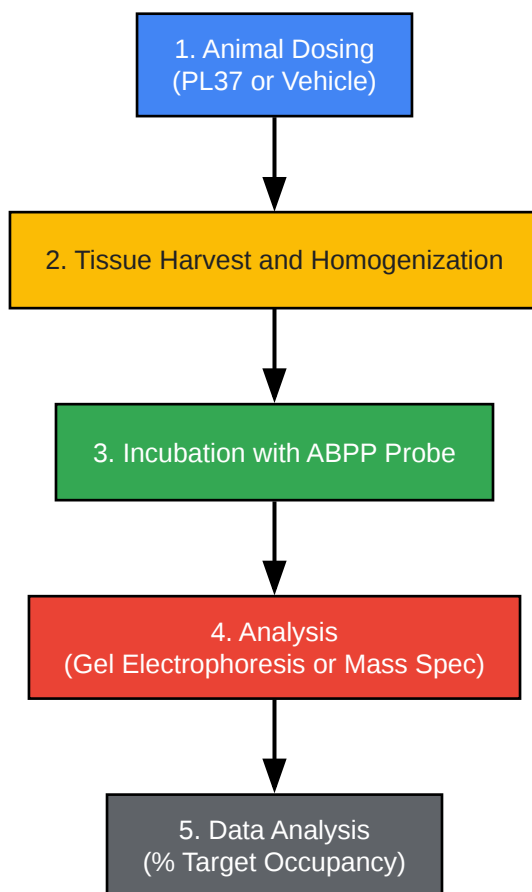 1. Animal Dosing
(PL37 or Vehicle)
2. Tissue Harvest and Homogenization
3. Incubation with ABPP Probe
4. Analysis
(Gel Electrophoresis or Mass Spec)
5. Data Analysis
(% Target Occupancy)